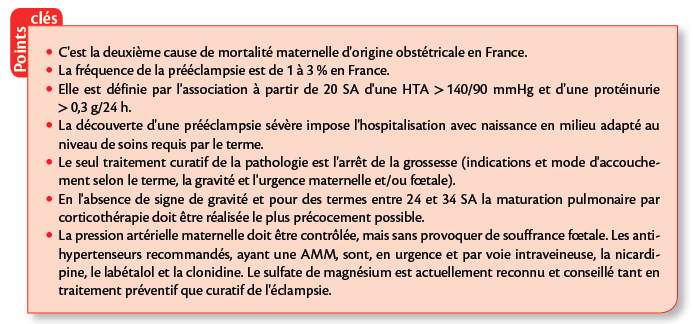 Points clés
• C'est la deuxième cause de mortalité maternelle d'origine obstétricale en France.
• La fréquence de la prééclampsie est de 1 à 3 % en France.
• Elle est définie par l'association à partir de 20 SA d'une HTA > 140/90 mmHg et d'une protéinurie
> 0,3 g/24 h.
• La découverte d'une prééclampsie sévère impose l'hospitalisation avec naissance en milieu adapté au
niveau de soins requis par le terme.
• Le seul traitement curatif de la pathologie est l'arrêt de la grossesse (indications et mode d'accouche-
ment selon le terme, la gravité et l'urgence maternelle et/ou fœtale).
• En l'absence de signe de gravité et pour des termes entre 24 et 34 SA la maturation pulmonaire par
corticothérapie doit être réalisée le plus précocement possible.
• La pression artérielle maternelle doit être contrôlée, mais sans provoquer de souffrance fœtale. Les anti-
hypertenseurs recommandés, ayant une AMM, sont, en urgence et par voie intraveineuse, la nicardi-
pine, le labétalol et la clonidine. Le sulfate de magnésium est actuellement reconnu et conseillé tant en
traitement préventif que curatif de l'éclampsie.